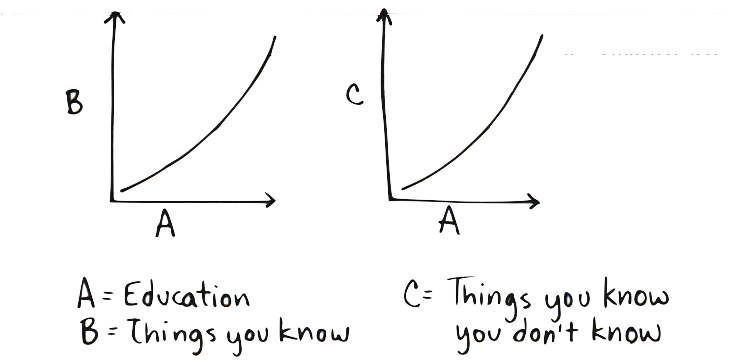 B
A
C
A
A = Education
B = Things you know
C= Things you know
you don't know